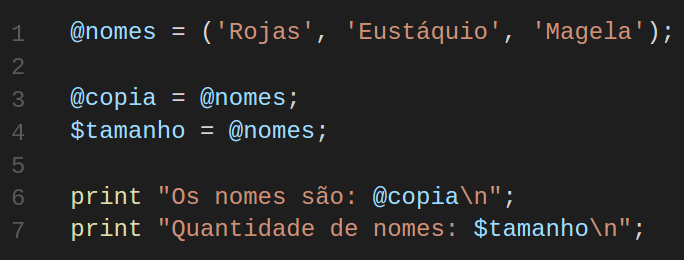 1 @nomes = ('Rojas', 'Eustáquio', 'Magela');
2
3 @copia = @nomes;
4 $tamanho = @nomes;
5
6 print "Os nomes são: @copia\n";
7 print "Quantidade de nomes: $tamanho\n";